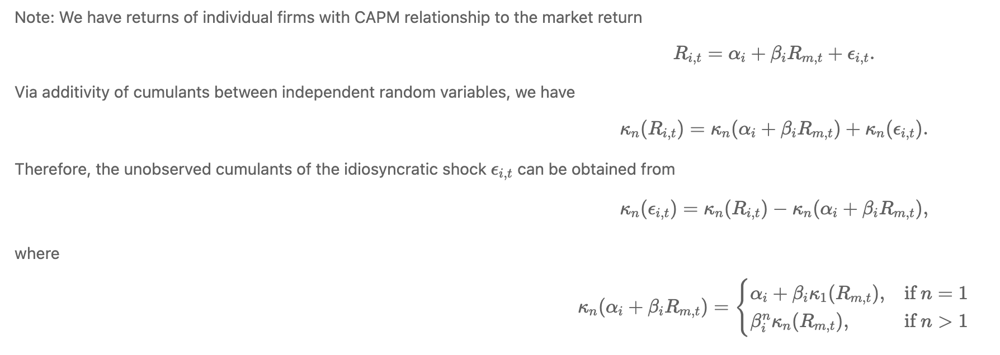 Note: We have returns of individual firms with CAPM relationship to the market return
$$R_{i,t} = \alpha_i + \beta_i R_{m,t} + \epsilon_{i,t}.$$
Via additivity of cumulants between independent random variables, we have
$$\kappa_n(R_{i,t}) = \kappa_n(\alpha_i + \beta_i R_{m,t}) + \kappa_n(\epsilon_{i,t}).$$
Therefore, the unobserved cumulants of the idiosyncratic shock $\epsilon_{i,t}$ can be obtained from
$$\kappa_n(\epsilon_{i,t}) = \kappa_n(R_{i,t}) - \kappa_n(\alpha_i + \beta_i R_{m,t}),$$
where
$$\kappa_n(\alpha_i + \beta_i R_{m,t}) = \begin{cases} \alpha_i + \beta_i \kappa_1(R_{m,t}), & \text{if } n = 1 \\ \beta_i^n \kappa_n(R_{m,t}), & \text{if } n > 1 \end{cases}$$